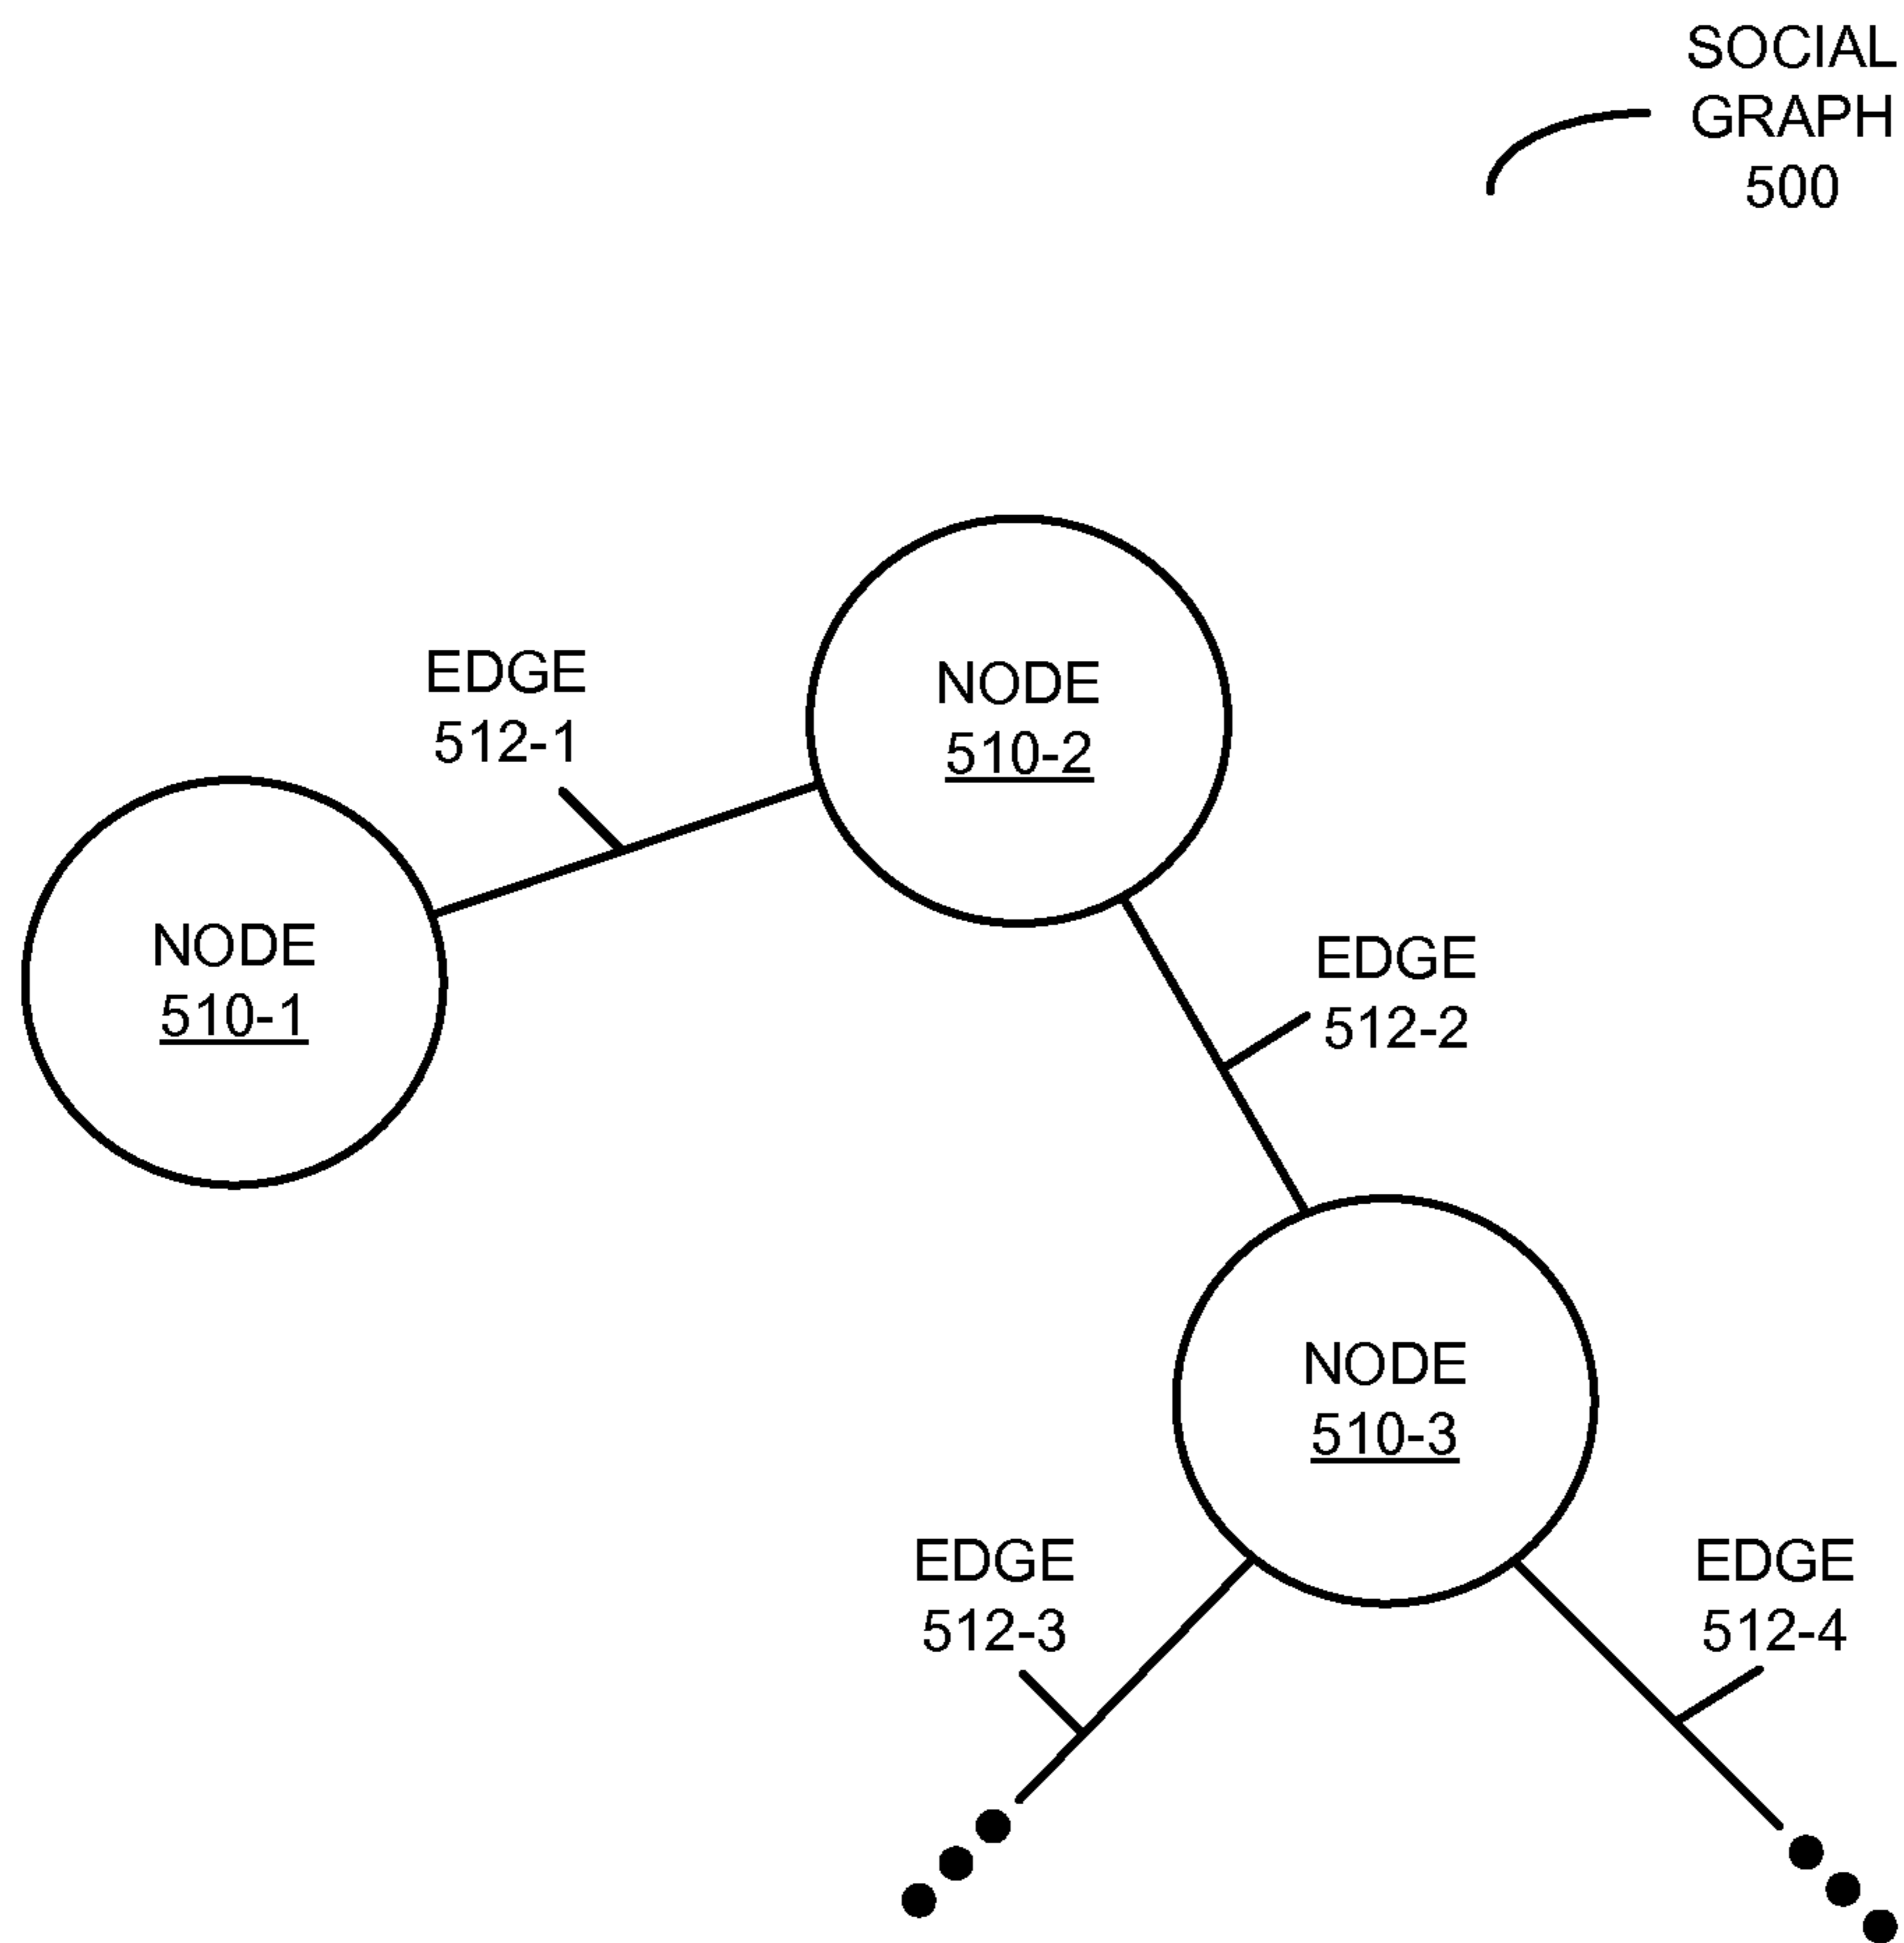 SOCIAL
GRAPH
500
EDGE
512-1
NODE
510-2
NODE
510-1
EDGE
512-2
NODE
510-3
EDGE
512-3
EDGE
512-4